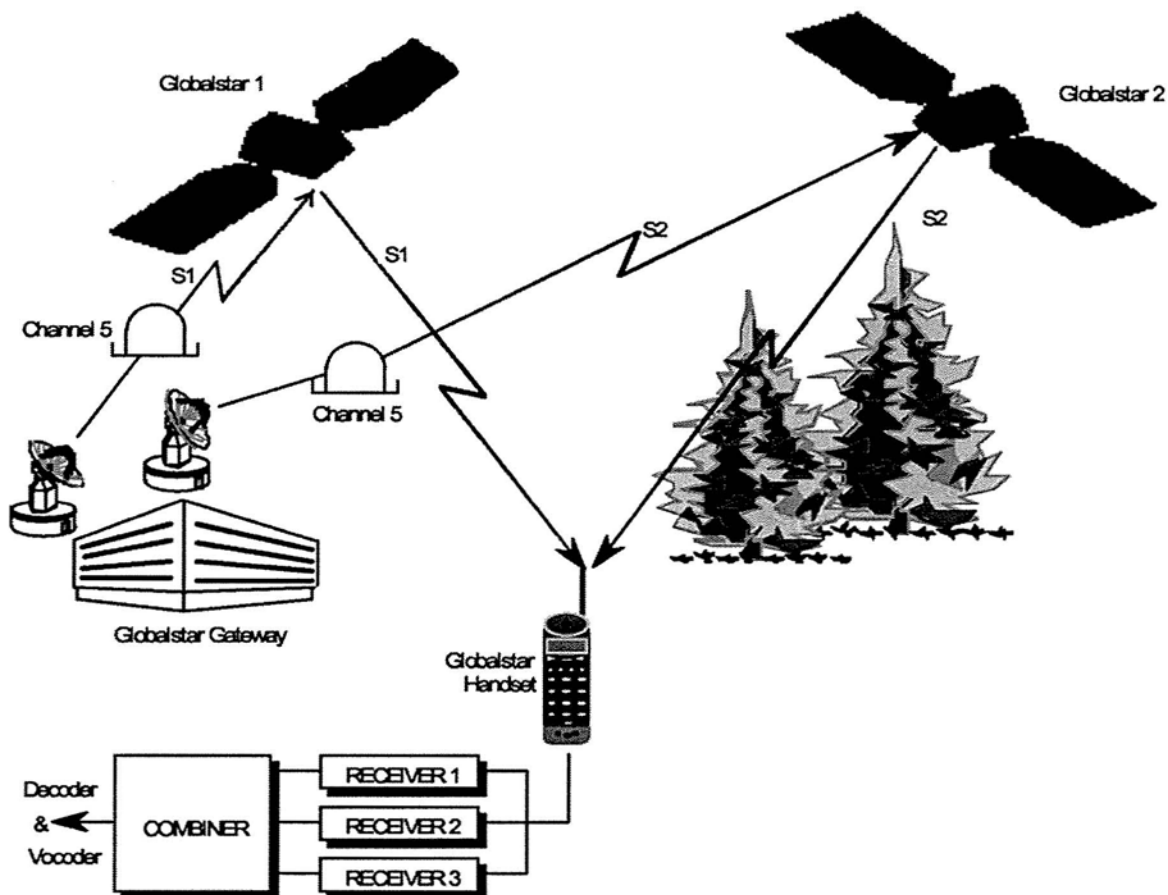 Globalstar 1
Globalstar 2
S1
S1
S2
S2
Channel 5
Channel 5
Globalstar Gateway
Globalstar
Handset
RECEIVER 1
Decoder
&
Vocoder
COMBINER
RECEIVER 2
RECEIVER 3